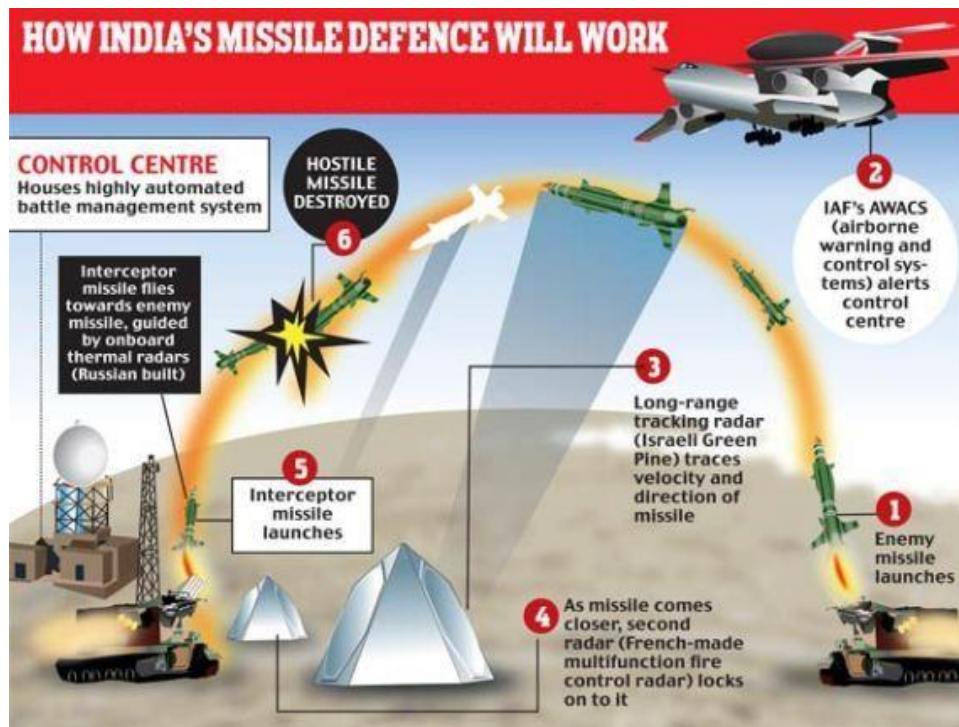 HOW INDIA'S MISSILE DEFENCE WILL WORK
CONTROL CENTRE
Houses highly automated
battle management system
HOSTILE
MISSILE
DESTROYED
6
2
IAF's AWACS
(airborne
warning and
control sys-
tems) alerts
control
centre
Interceptor
missile flies
towards enemy
missile, guided
by onboard
thermal radars
(Russian built)
3
Long-range
tracking radar
(Israeli Green
Pine) traces
velocity and
direction of
missile
5
Interceptor
missile
launches
1
Enemy
missile
launches
4
As missile comes
closer, second
radar (French-made
multifunction fire
control radar) locks
on to it